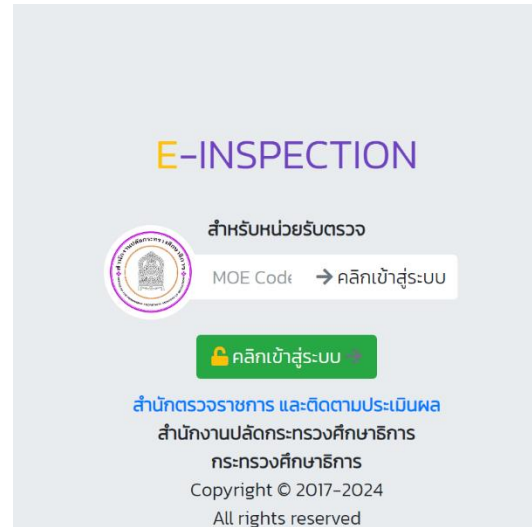 E-INSPECTION
สำหรับหน่วยรับตรวจ
MOE Code คลิกเข้าสู่ระบบ
คลิกเข้าสู่ระบบ
สำนักตรวจราชการ และติดตามประเมินผล
สำนักงานปลัดกระทรวงศึกษาธิการ
กระทรวงศึกษาธิการ
Copyright © 2017-2024
All rights reserved